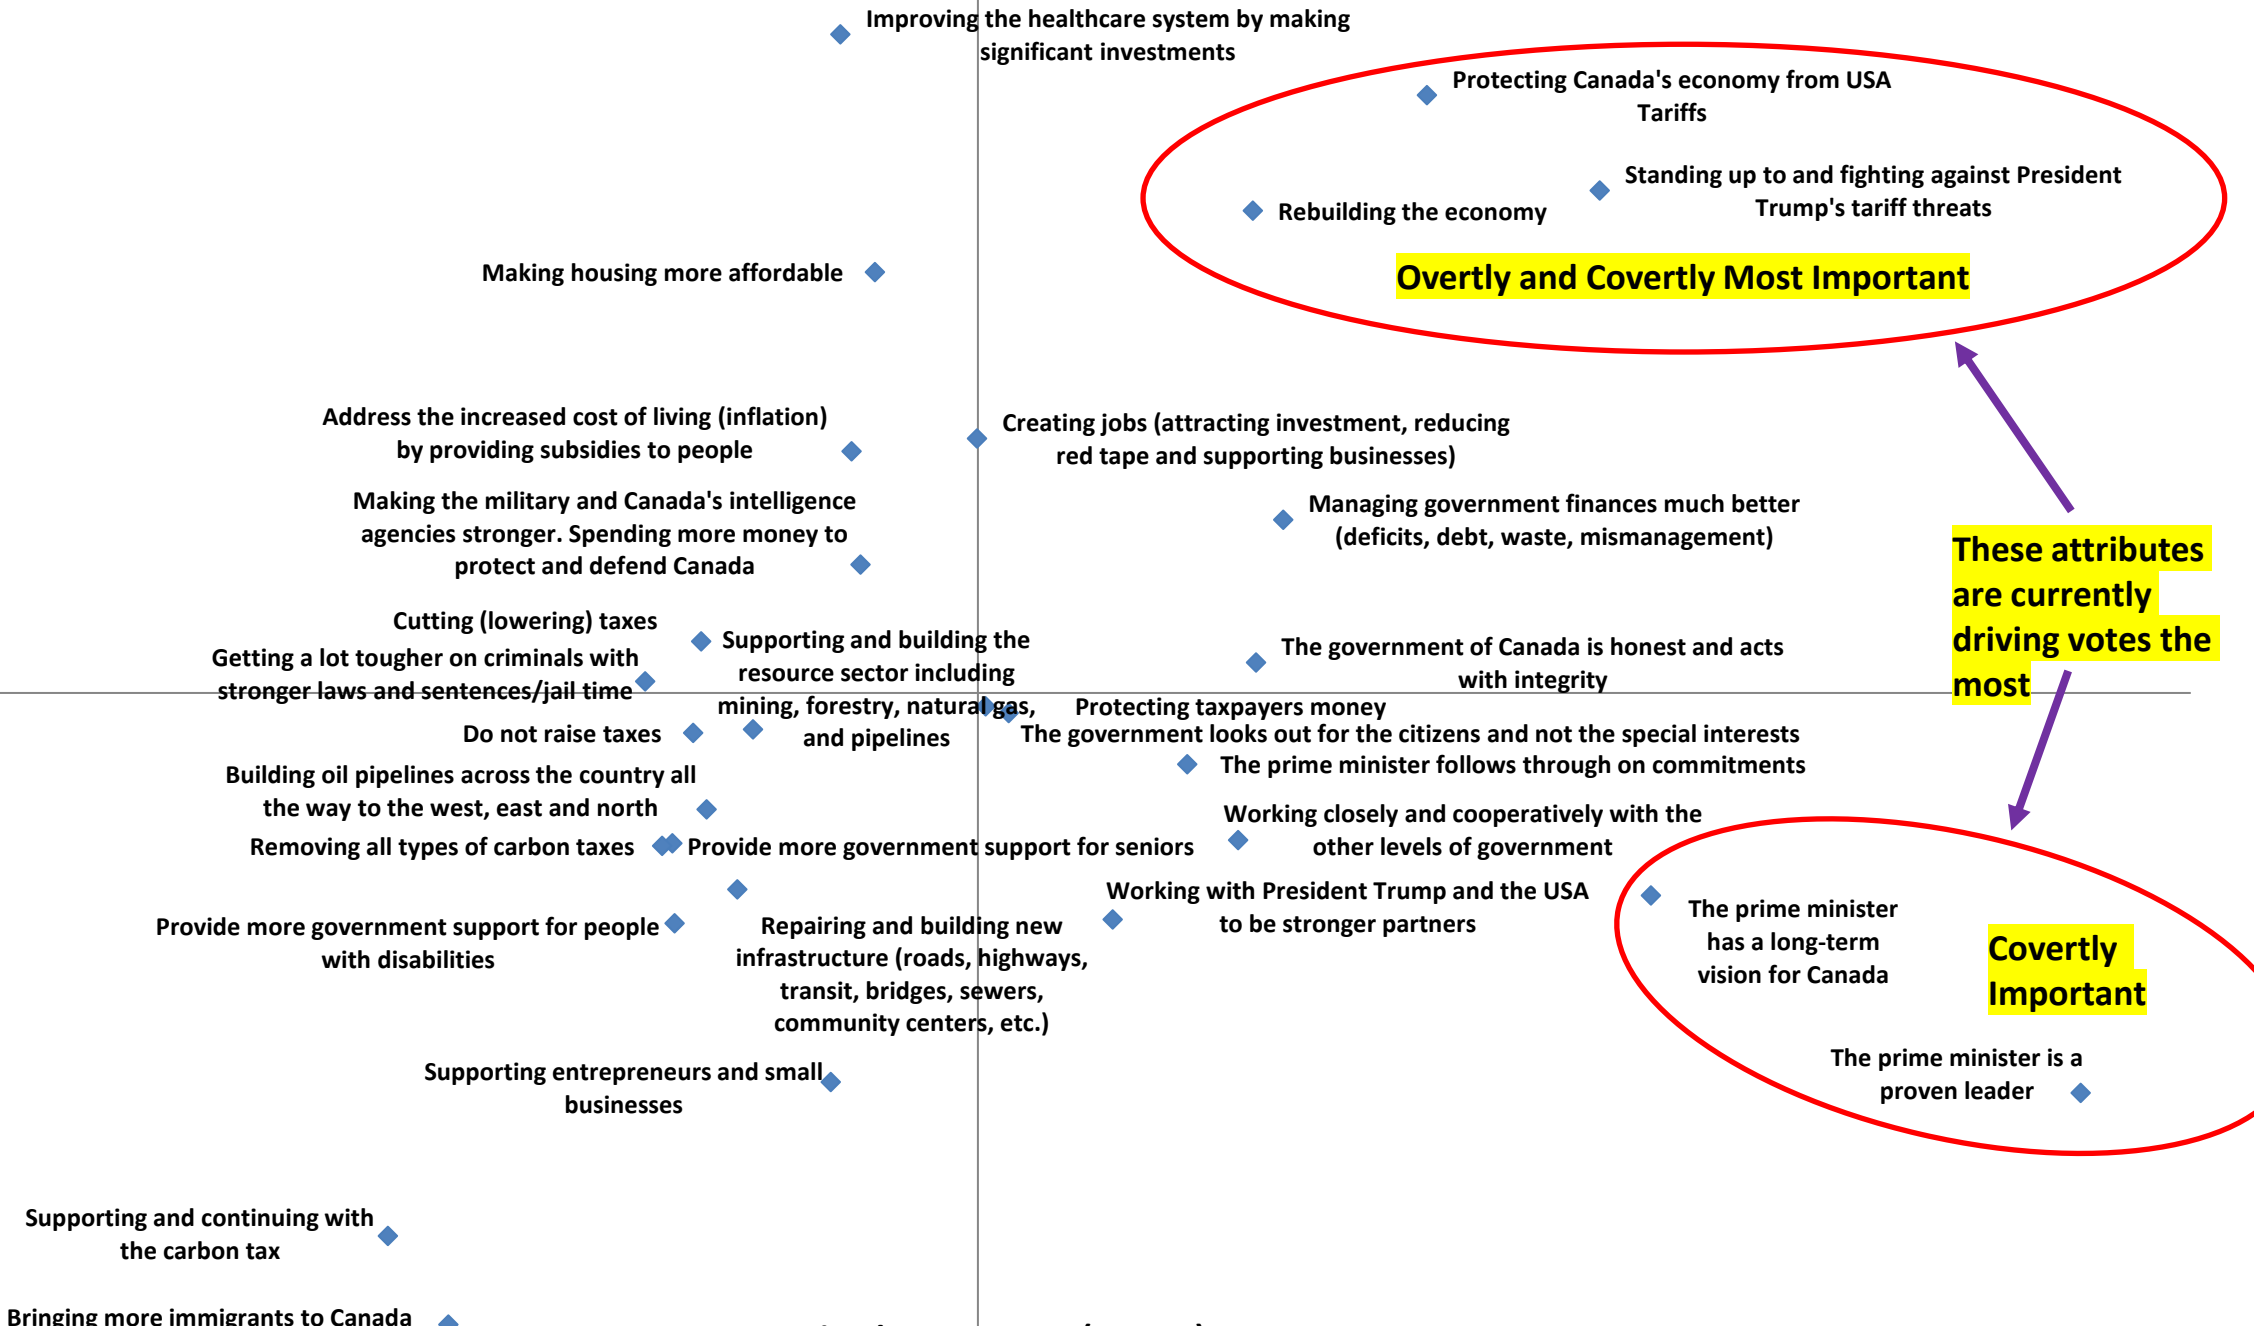 Improving the healthcare system by making
significant investments
Protecting Canada's economy from USA
Tariffs
Standing up to and fighting against President
Trump's tariff threats
Rebuilding the economy
Overtly and Covertly Most Important
Making housing more affordable
Address the increased cost of living (inflation)
by providing subsidies to people
Creating jobs (attracting investment, reducing
red tape and supporting businesses)
Making the military and Canada's intelligence
agencies stronger. Spending more money to
protect and defend Canada
Managing government finances much better
(deficits, debt, waste, mismanagement)
These attributes
are currently
driving votes the
most
Cutting (lowering) taxes
Getting a lot tougher on criminals with
stronger laws and sentences/jail time
Supporting and building the
resource sector including
mining, forestry, natural gas,
and pipelines
The government of Canada is honest and acts
with integrity
Protecting taxpayers money
Do not raise taxes
The government looks out for the citizens and not the special interests
The prime minister follows through on commitments
Building oil pipelines across the country all
the way to the west, east and north
Working closely and cooperatively with the
other levels of government
Removing all types of carbon taxes
Provide more government support for seniors
Working with President Trump and the USA
to be stronger partners
The prime minister
has a long-term
vision for Canada
Covertly
Important
Provide more government support for people
with disabilities
Repairing and building new
infrastructure (roads, highways,
transit, bridges, sewers,
community centers, etc.)
The prime minister is a
proven leader
Supporting entrepreneurs and small
businesses
Supporting and continuing with
the carbon tax
Bringing more immigrants to Canada